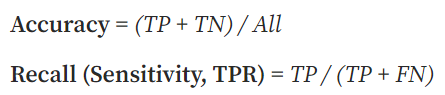 Accuracy = (TP + TN) / All
Recall (Sensitivity, TPR) = TP / (TP + FN)